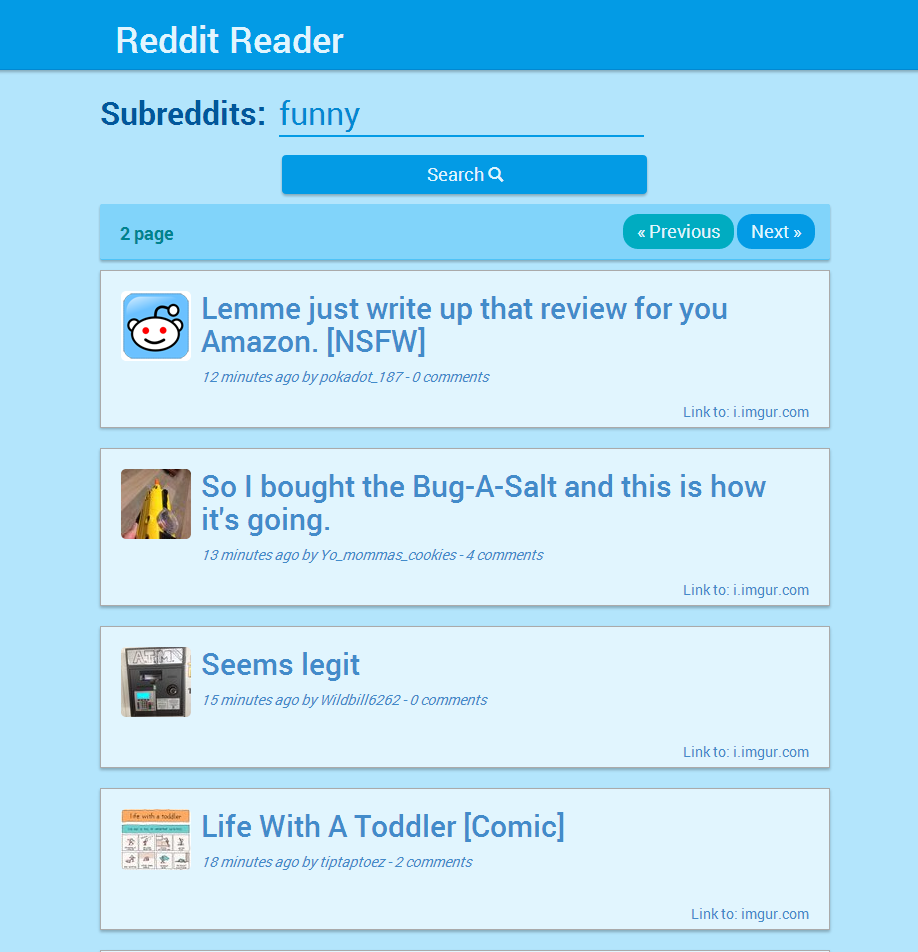 Reddit Reader
Subreddits: funny
Search
2 page
« Previous Next »
Lemme just write up that review for you
Amazon. [NSFW]
12 minutes ago by pokadot_187 - 0 comments
Link to: i.imgur.com
So I bought the Bug-A-Salt and this is how
it's going.
13 minutes ago by Yo_mommas_cookies - 4 comments
Link to: i.imgur.com
ATM
Seems legit
15 minutes ago by Wildbill6262 - 0 comments
Link to: i.imgur.com
life with a toddler
Life With A Toddler [Comic]
18 minutes ago by tiptaptoez - 2 comments
Link to: imgur.com